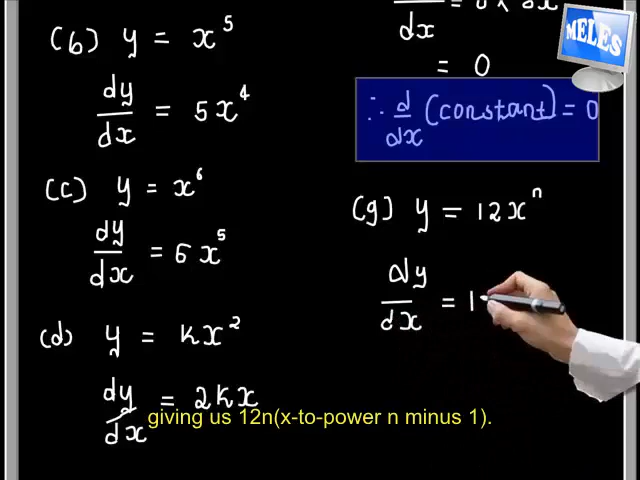 (b) y = x⁵
dy/dx = 5x⁴
(c) y = x⁶
dy/dx = 6x⁵
(d) y = kx²
dy/dx = 2kx
dx
= 0
∴ d/dx (constant) = 0
(g) y = 12xⁿ
dy/dx = 1
MELES
giving us 12n(x-to-power n minus 1).